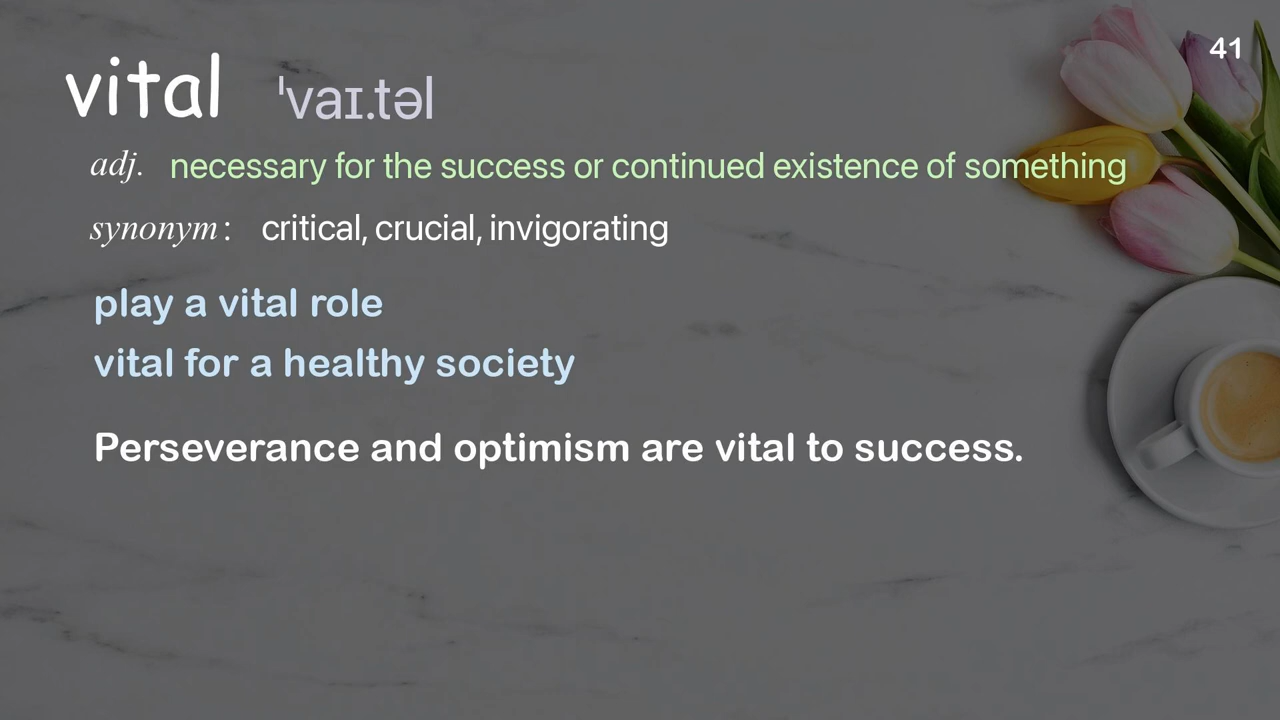 41
vital ˈvaɪ.təl
adj. necessary for the success or continued existence of something
synonym: critical, crucial, invigorating
play a vital role
vital for a healthy society
Perseverance and optimism are vital to success.